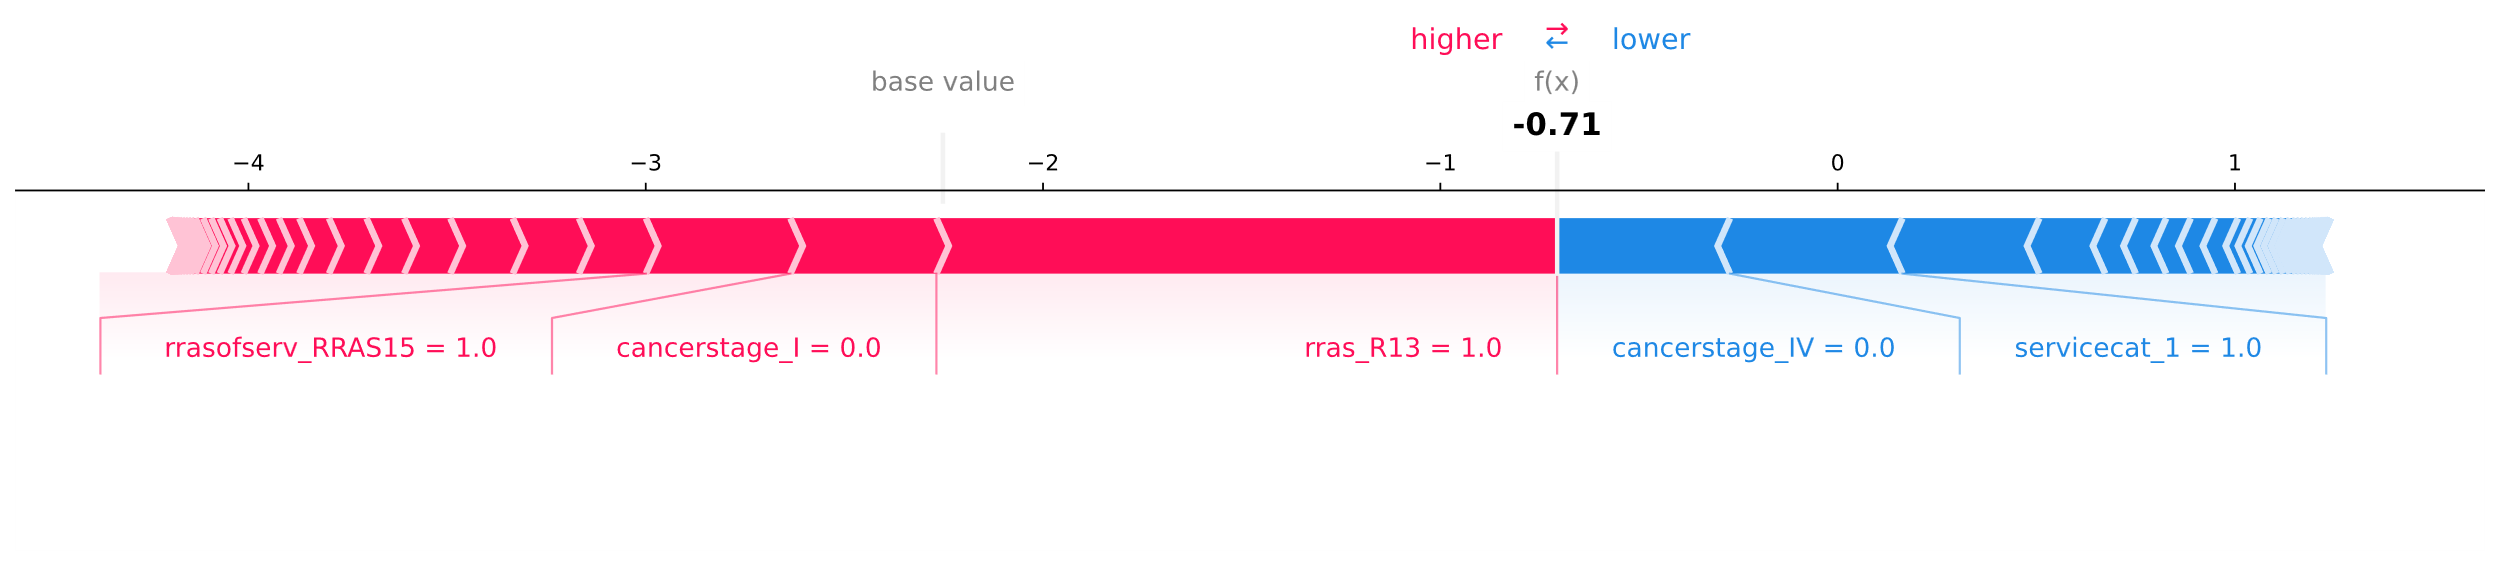 higher ⇄ lower
base value f(x)
-0.71
−4 −3 −2 −1 0 1
rrasofserv_RRAS15 = 1.0 cancerstage_I = 0.0 rras_R13 = 1.0 cancerstage_IV = 0.0 servicecat_1 = 1.0